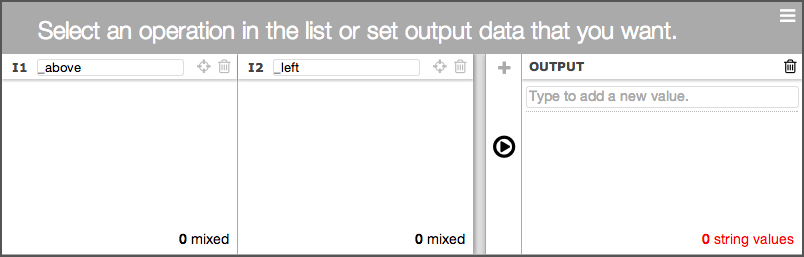 Select an operation in the list or set output data that you want.
I1 _above I2 _left OUTPUT
Type to add a new value.
0 mixed 0 mixed 0 string values